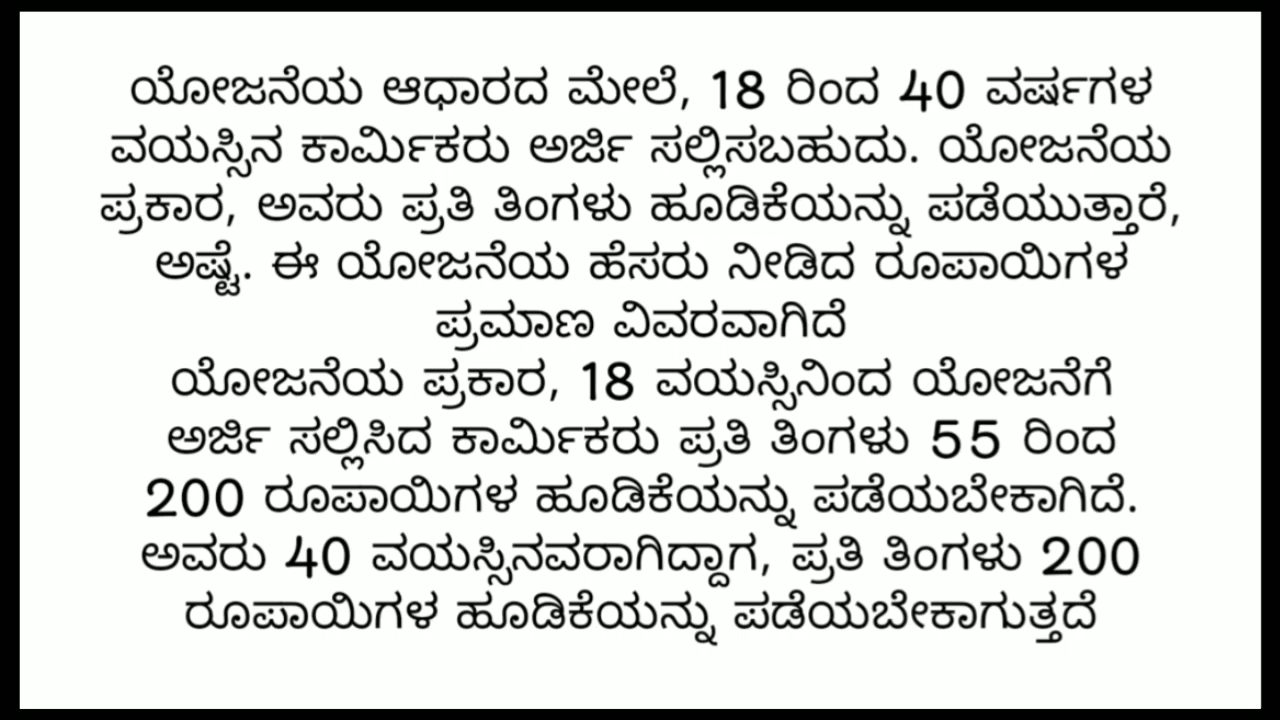 ಯೋಜನೆಯ ಆಧಾರದ ಮೇಲೆ, 18 ರಿಂದ 40 ವರ್ಷಗಳ
ವಯಸ್ಸಿನ ಕಾರ್ಮಿಕರು ಅರ್ಜಿ ಸಲ್ಲಿಸಬಹುದು. ಯೋಜನೆಯ
ಪ್ರಕಾರ, ಅವರು ಪ್ರತಿ ತಿಂಗಳು ಹೂಡಿಕೆಯನ್ನು ಪಡೆಯುತ್ತಾರೆ,
ಅಷ್ಟೆ. ಈ ಯೋಜನೆಯ ಹೆಸರು ನೀಡಿದ ರೂಪಾಯಿಗಳ
ಪ್ರಮಾಣ ವಿವರವಾಗಿದೆ
ಯೋಜನೆಯ ಪ್ರಕಾರ, 18 ವಯಸ್ಸಿನಿಂದ ಯೋಜನೆಗೆ
ಅರ್ಜಿ ಸಲ್ಲಿಸಿದ ಕಾರ್ಮಿಕರು ಪ್ರತಿ ತಿಂಗಳು 55 ರಿಂದ
200 ರೂಪಾಯಿಗಳ ಹೂಡಿಕೆಯನ್ನು ಪಡೆಯಬೇಕಾಗಿದೆ.
ಅವರು 40 ವಯಸ್ಸಿನವರಾಗಿದ್ದಾಗ, ಪ್ರತಿ ತಿಂಗಳು 200
ರೂಪಾಯಿಗಳ ಹೂಡಿಕೆಯನ್ನು ಪಡೆಯಬೇಕಾಗುತ್ತದೆ